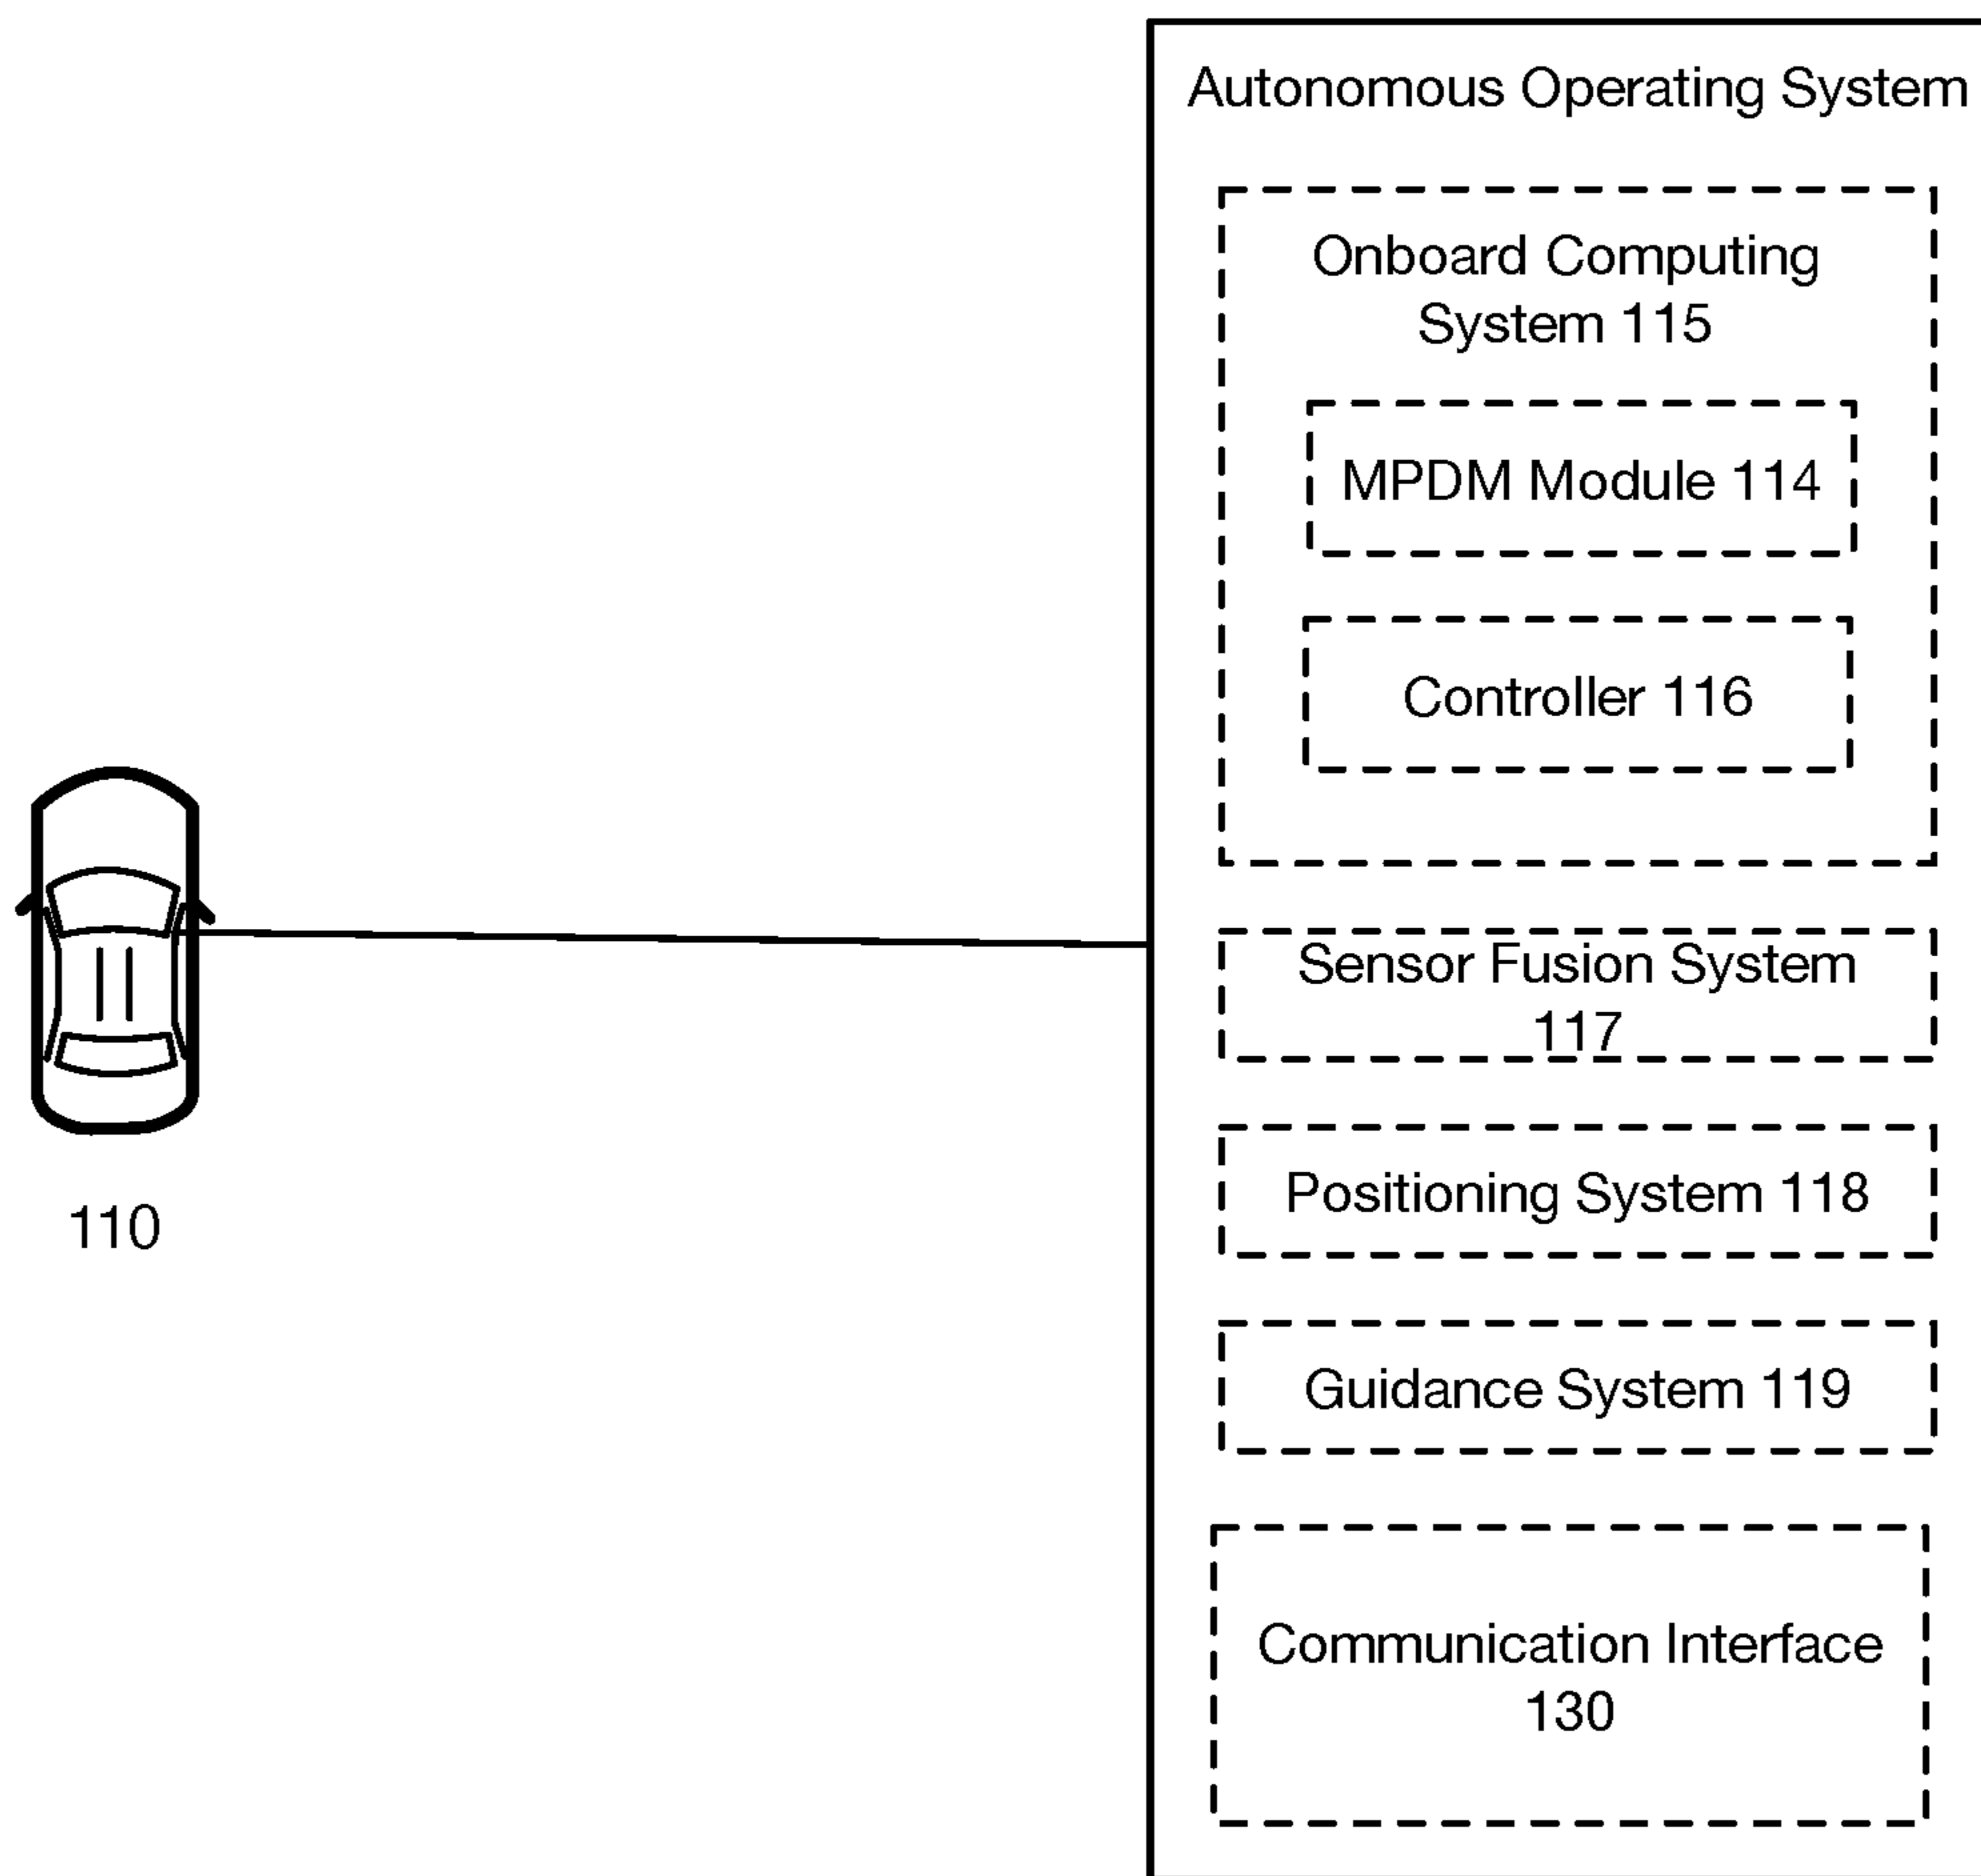 Autonomous Operating System
Onboard Computing
System 115
MPDM Module 114
Controller 116
Sensor Fusion System
117
Positioning System 118
110
Guidance System 119
Communication Interface
130